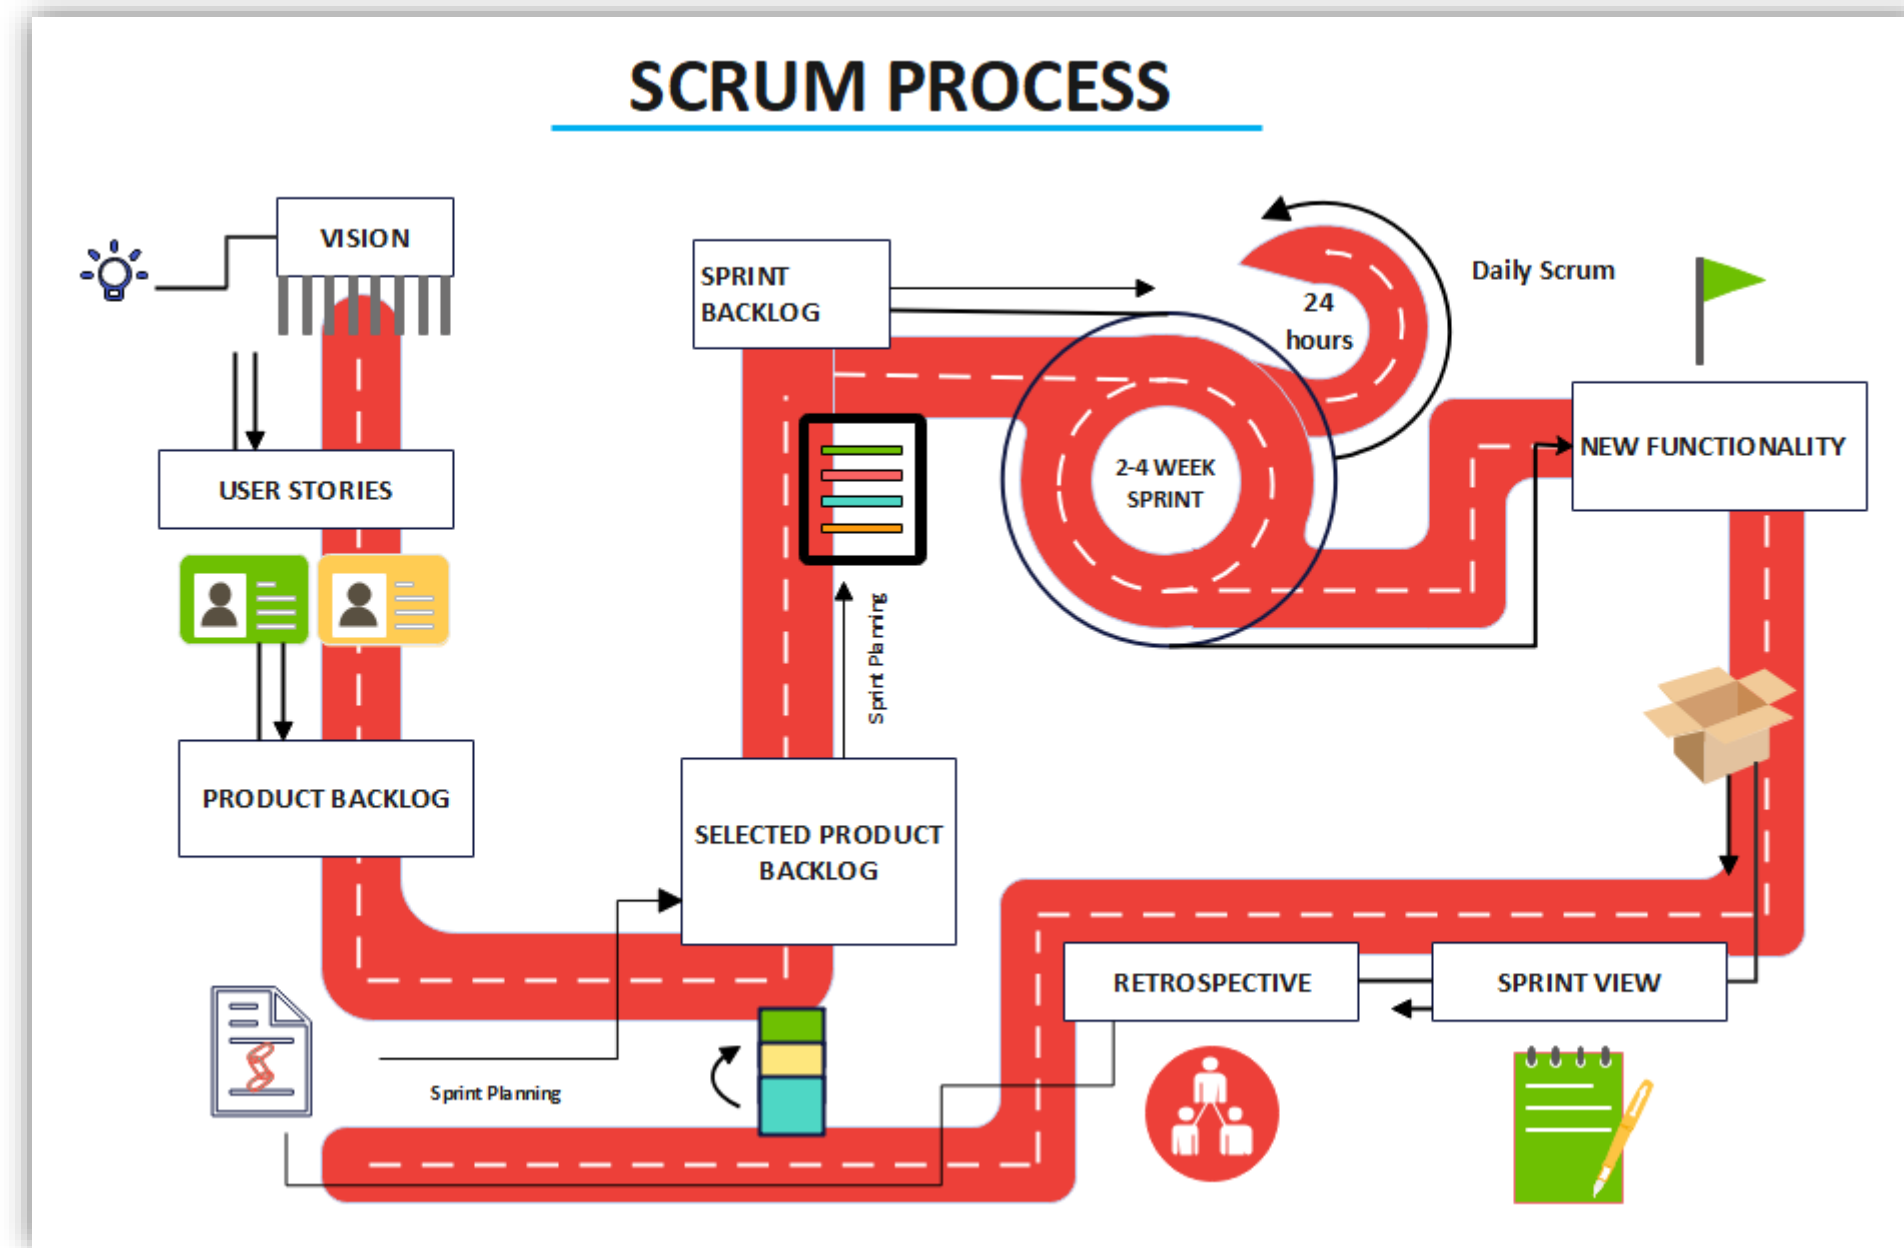 SCRUM PROCESS
VISION
USER STORIES
PRODUCT BACKLOG
Sprint Planning
SELECTED PRODUCT
BACKLOG
Sprint Planning
SPRINT
BACKLOG
2-4 WEEK
SPRINT
24
hours
Daily Scrum
NEW FUNCTIONALITY
SPRINT VIEW
RETROSPECTIVE